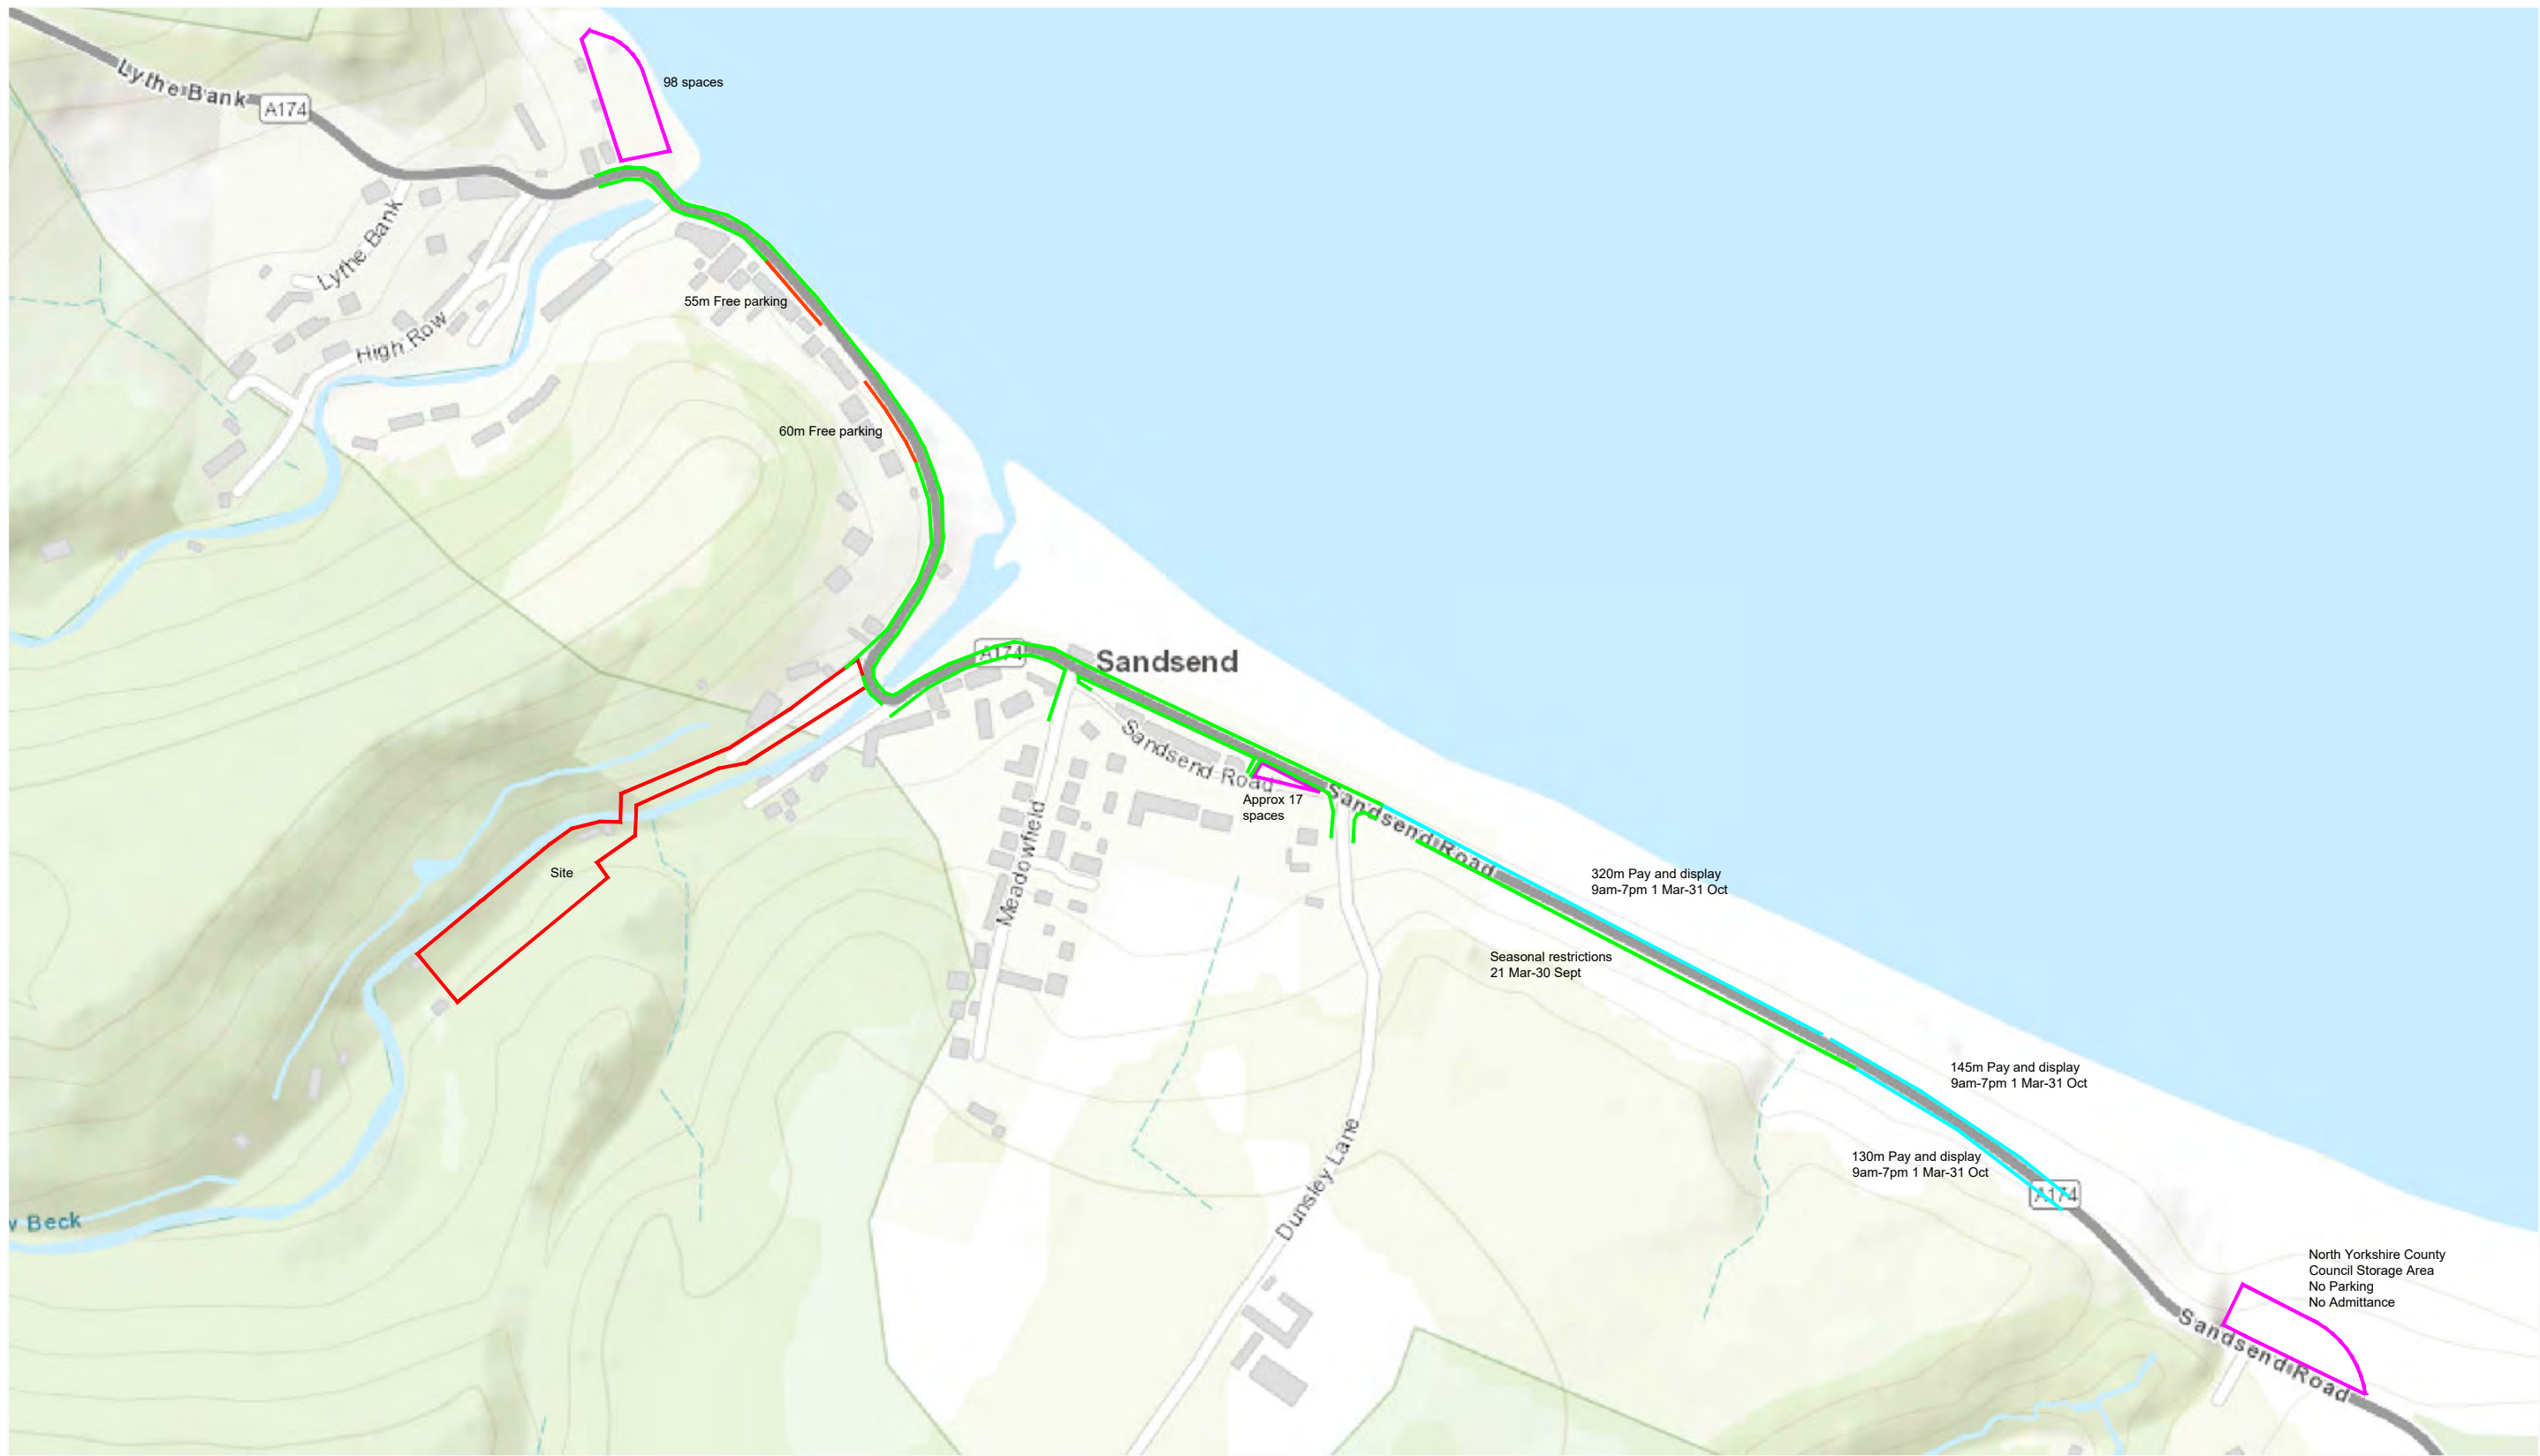 Lythe Bank
A174
98 spaces
Lythe Bank
55m Free parking
High Row
60m Free parking
A174
Sandsend
Sandsend Road
Approx 17
spaces
Sandsend Road
Meadowfield
Site
320m Pay and display
9am-7pm 1 Mar-31 Oct
Seasonal restrictions
21 Mar-30 Sept
145m Pay and display
9am-7pm 1 Mar-31 Oct
130m Pay and display
9am-7pm 1 Mar-31 Oct
Dunsley Lane
A174
w Beck
North Yorkshire County
Council Storage Area
No Parking
No Admittance
Sandsend Road